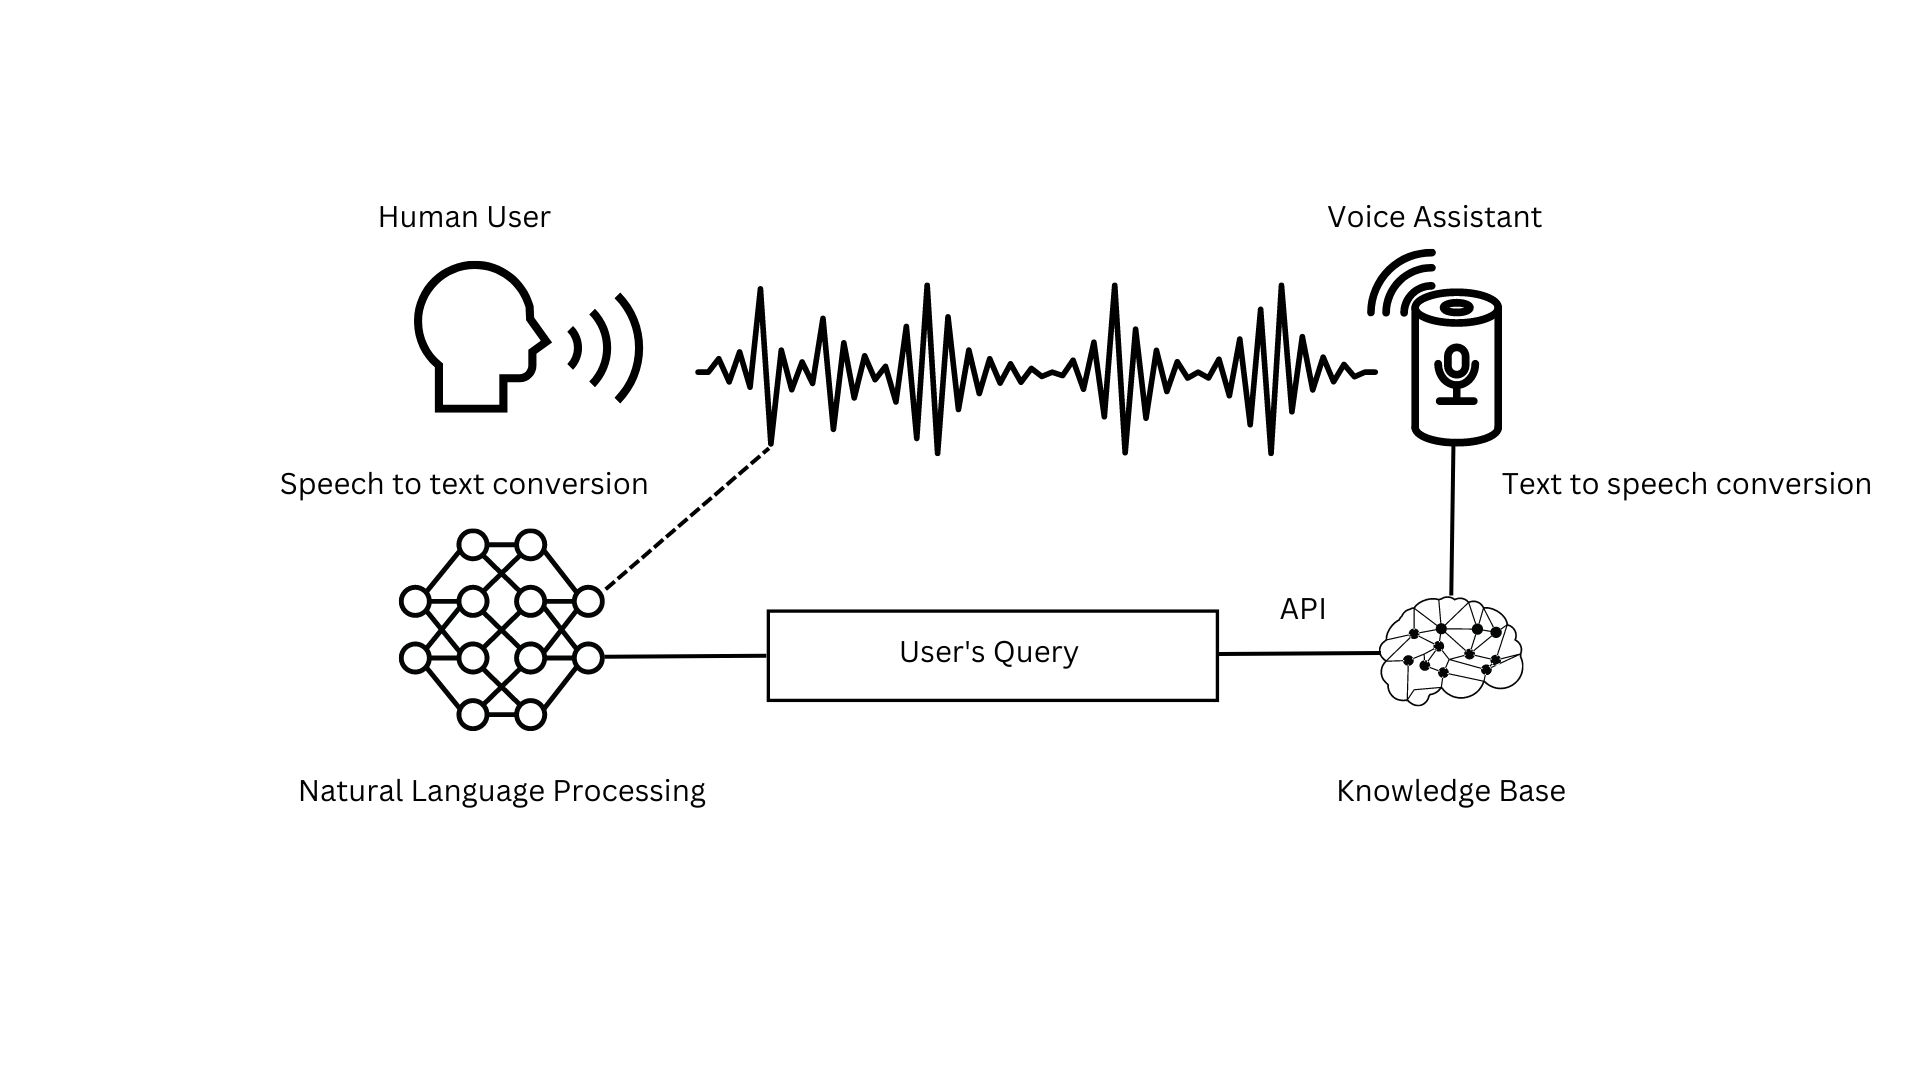 Human User
Voice Assistant
Speech to text conversion
Text to speech conversion
API
User's Query
Natural Language Processing
Knowledge Base